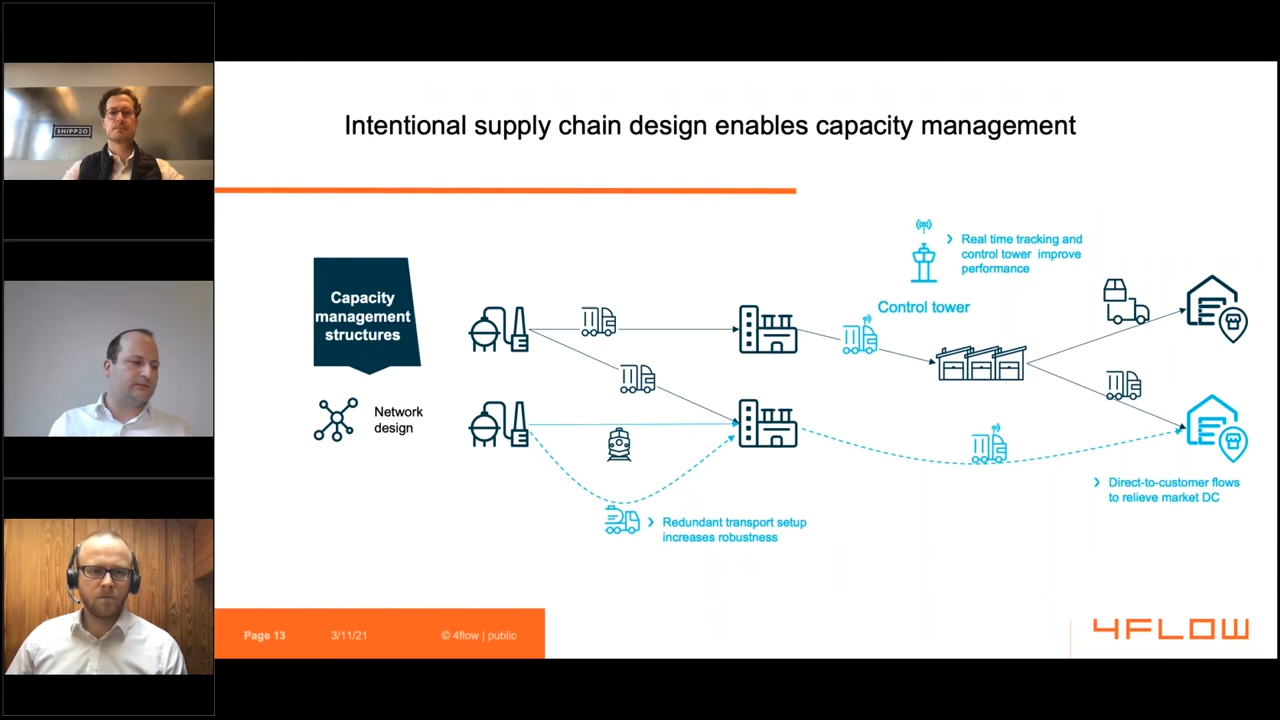 SHIPPEO
Intentional supply chain design enables capacity management
Capacity
management
structures
Network
design
Real time tracking and
control tower improve
performance
Control tower
Redundant transport setup
increases robustness
Direct-to-customer flows
to relieve market DC
Page 13
3/11/21
© 4flow | public
4FLOW